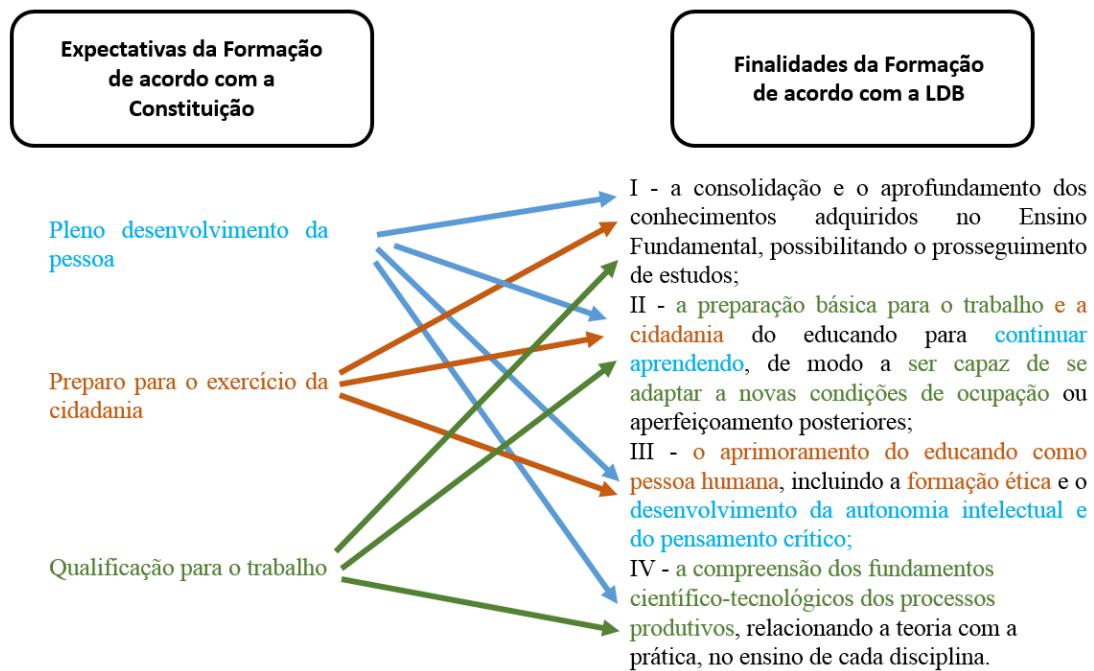 Expectativas da Formação
de acordo com a
Constituição
Finalidades da Formação
de acordo com a LDB
Pleno desenvolvimento da
pessoa
Preparo para o exercício da
cidadania
Qualificação para o trabalho
I - a consolidação e o aprofundamento dos
conhecimentos adquiridos no Ensino
Fundamental, possibilitando o prosseguimento
de estudos;
II - a preparação básica para o trabalho e a
cidadania do educando para continuar
aprendendo, de modo a ser capaz de se
adaptar a novas condições de ocupação ou
aperfeiçoamento posteriores;
III - o aprimoramento do educando como
pessoa humana, incluindo a formação ética e o
desenvolvimento da autonomia intelectual e
do pensamento crítico;
IV - a compreensão dos fundamentos
científico-tecnológicos dos processos
produtivos, relacionando a teoria com a
prática, no ensino de cada disciplina.